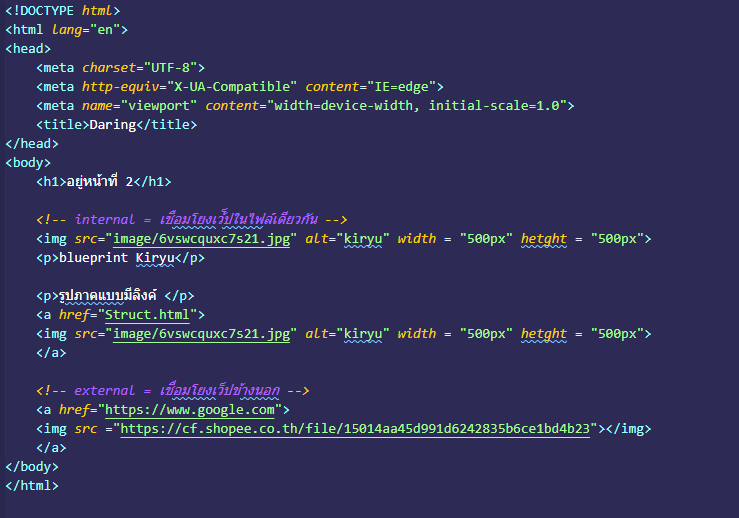 <!DOCTYPE html>
<html lang="en">
<head>
    <meta charset="UTF-8">
    <meta http-equiv="X-UA-Compatible" content="IE=edge">
    <meta name="viewport" content="width=device-width, initial-scale=1.0">
    <title>Daring</title>
</head>
<body>
    <h1>อยู่หน้าที่ 2</h1>

    <!-- internal = เชื่อมโยงเว็ปในไฟล์เดียวกัน -->
    <img src="image/6vswcquxc7s21.jpg" alt="kiryu" width = "500px" hetght = "500px">
    <p>blueprint Kiryu</p>

    <p>รูปภาคแบบมีลิงค์ </p>
    <a href="Struct.html">
    <img src="image/6vswcquxc7s21.jpg" alt="kiryu" width = "500px" hetght = "500px">
    </a>

    <!-- external = เชื่อมโยงเว็ปข้างนอก -->
    <a href="https://www.google.com">
    <img src ="https://cf.shopee.co.th/file/15014aa45d991d6242835b6ce1bd4b23"></img>
    </a>
</body>
</html>